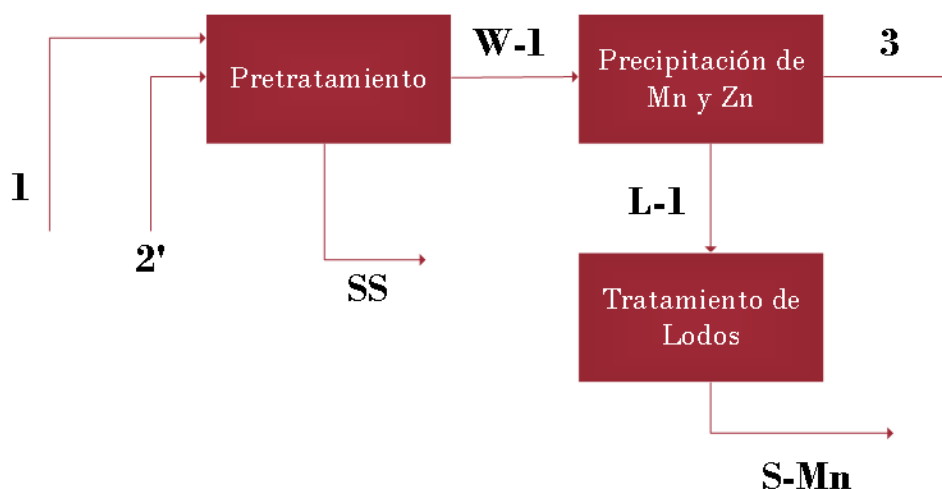 W-1
3
Pretratamiento
Precipitación de
Mn y Zn
1
L-1
2'
SS
Tratamiento de
Lodos
S-Mn